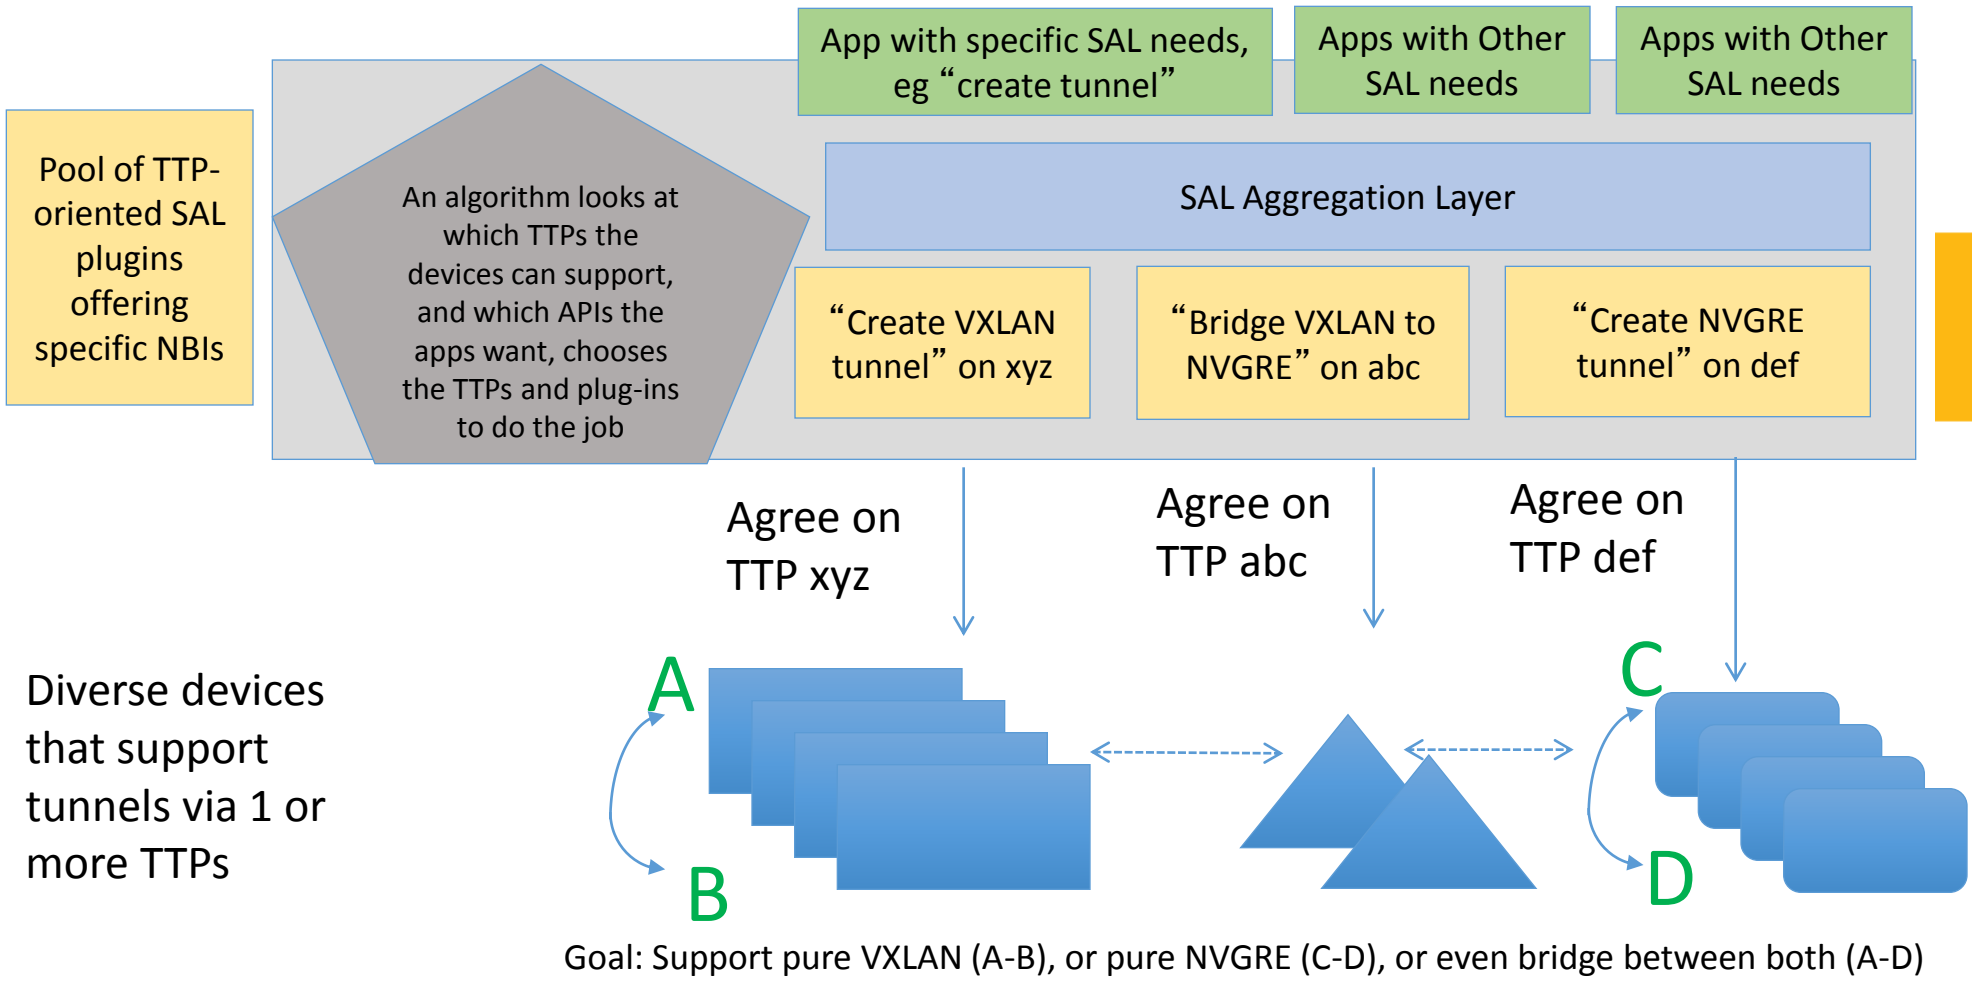 App with specific SAL needs,
eg “create tunnel”
Apps with Other
SAL needs
Apps with Other
SAL needs
Pool of TTP-
oriented SAL
plugins
offering
specific NBIs
An algorithm looks at
which TTPs the
devices can support,
and which APIs the
apps want, chooses
the TTPs and plug-ins
to do the job
SAL Aggregation Layer
“Create VXLAN
tunnel” on xyz
“Bridge VXLAN to
NVGRE” on abc
“Create NVGRE
tunnel” on def
Agree on
TTP xyz
Agree on
TTP abc
Agree on
TTP def
Diverse devices
that support
tunnels via 1 or
more TTPs
A
B
C
D
Goal: Support pure VXLAN (A-B), or pure NVGRE (C-D), or even bridge between both (A-D)